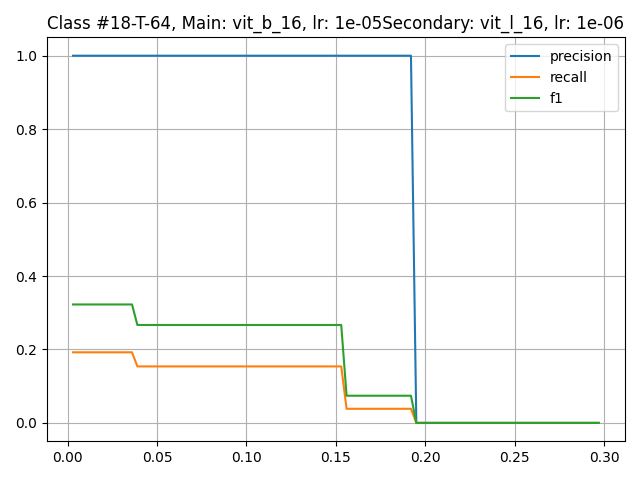 Class #18-T-64, Main: vit_b_16, lr: 1e-05Secondary: vit_l_16, lr: 1e-06
1.0
0.8
0.6
0.4
0.2
0.0
precision
recall
f1
0.00 0.05 0.10 0.15 0.20 0.25 0.30